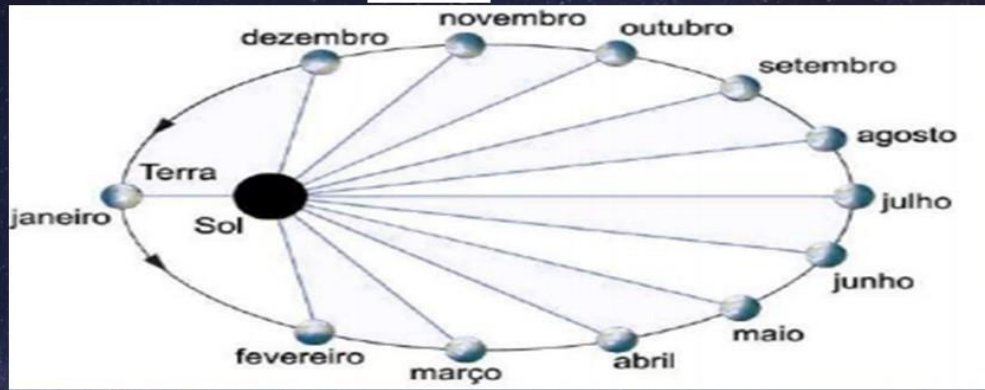 novembro
outubro
dezembro
setembro
agosto
Terra
julho
janeiro
Sol
junho
maio
fevereiro
abril
março